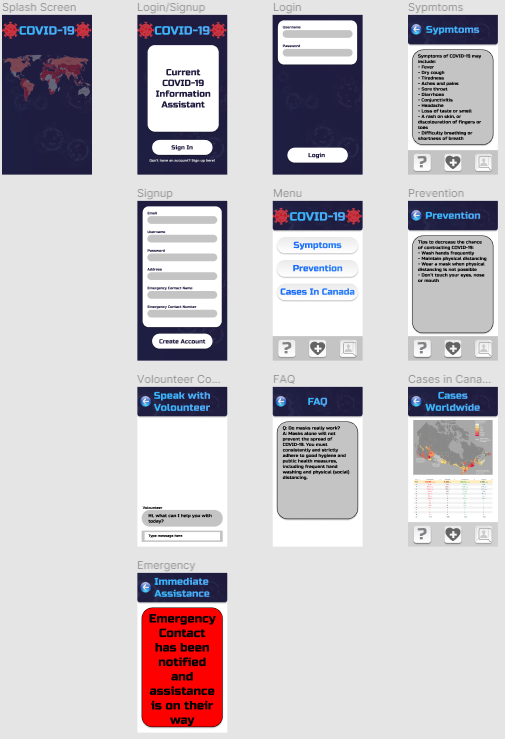 Splash Screen
Login/Signup
Login
Sypmtoms
COVID-19
COVID-19
Current
COVID-19
Information
Assistant
Sign In
Don't have an account? Sign up here!
Username
Password
Login
Sypmtoms
Symptoms of COVID-19 may
include:
- Fever
- Dry cough
- Tiredness
- Aches and pains
- Sore throat
- Diarrhoea
- Conjunctivitis
- Headache
- Loss of taste or smell
- A rash on skin, or
discolouration of fingers or
toes
- Difficulty breathing or
shortness of breath
?
Signup
Menu
Prevention
Email
Username
Password
Address
Emergency Contact Name
Emergency Contact Number
Create Account
COVID-19
Symptoms
Prevention
Cases In Canada
?
Prevention
Tips to decrease the chance
of contracting COVID-19:
- Wash hands frequently
- Maintain physical distancing
- Wear a mask when physical
distancing is not possible
- Don't touch your eyes, nose
or mouth
?
Volounteer Co...
FAQ
Cases in Cana...
Speak with
Volounteer
Volounteer
Hi, what can I help you with
today?
Type message here
FAQ
Q: Do masks really work?
A: Masks alone will not
prevent the spread of
COVID-19. You must
consistently and strictly
adhere to good hygiene and
public health measures,
including frequent hand
washing and physical (social)
distancing.
Cases
Worldwide
?
Emergency
Immediate
Assistance
Emergency
Contact
has been
notified
and
assistance
is on their
way